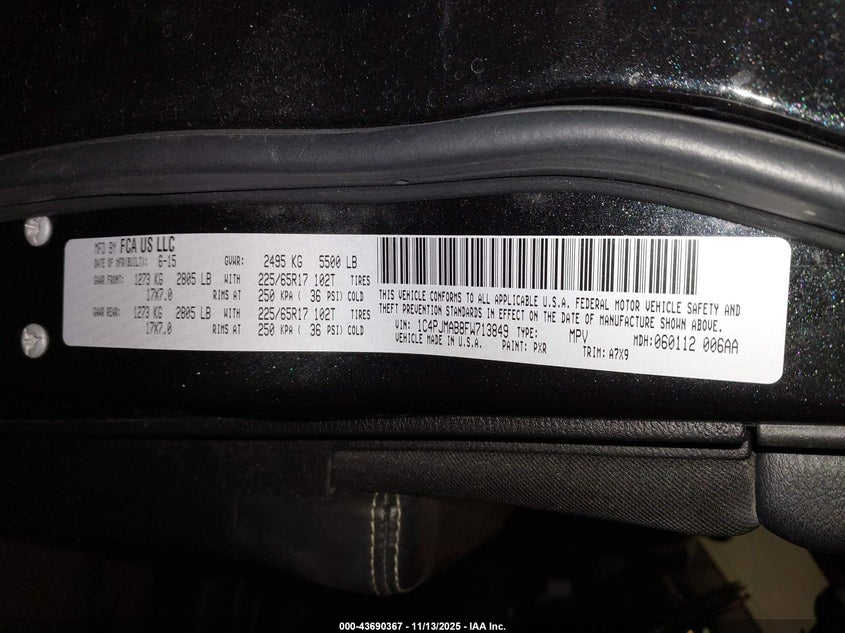 MFD BY FCA US LLC
DATE OF MFR(BUILT): 6-15 GVWR: 2495 KG 5500 LB
GAWR FRONT: 1273 KG 2805 LB WITH 225/65R17 102T TIRES
17X7.0 RIMS AT 250 KPA ( 36 PSI) COLD
GAWR REAR: 1273 KG 2805 LB WITH 225/65R17 102T TIRES
17X7.0 RIMS AT 250 KPA ( 36 PSI) COLD
THIS VEHICLE CONFORMS TO ALL APPLICABLE U.S.A. FEDERAL MOTOR VEHICLE SAFETY AND
THEFT PREVENTION STANDARDS IN EFFECT ON THE DATE OF MANUFACTURE SHOWN ABOVE.
VIN: 1C4PJMAB8FW713849 TYPE: MPV MDH: 060112 006AA
VEHICLE MADE IN U.S.A. PAINT: PXR TRIM: A7X9
000-43690367 - 11/13/2025 - IAA Inc.